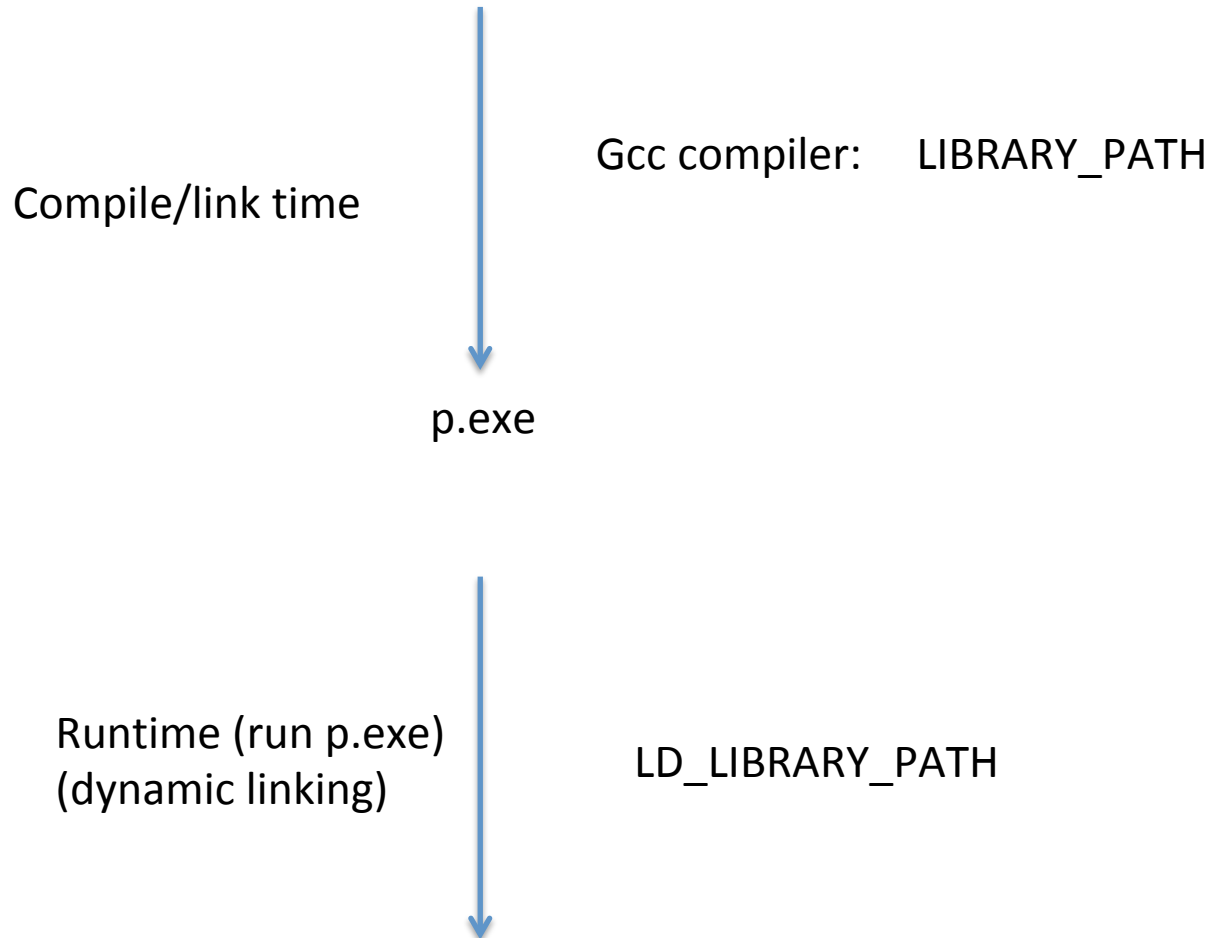 Gcc compiler: LIBRARY_PATH
Compile/link time
p.exe
Runtime (run p.exe)
(dynamic linking)
LD_LIBRARY_PATH